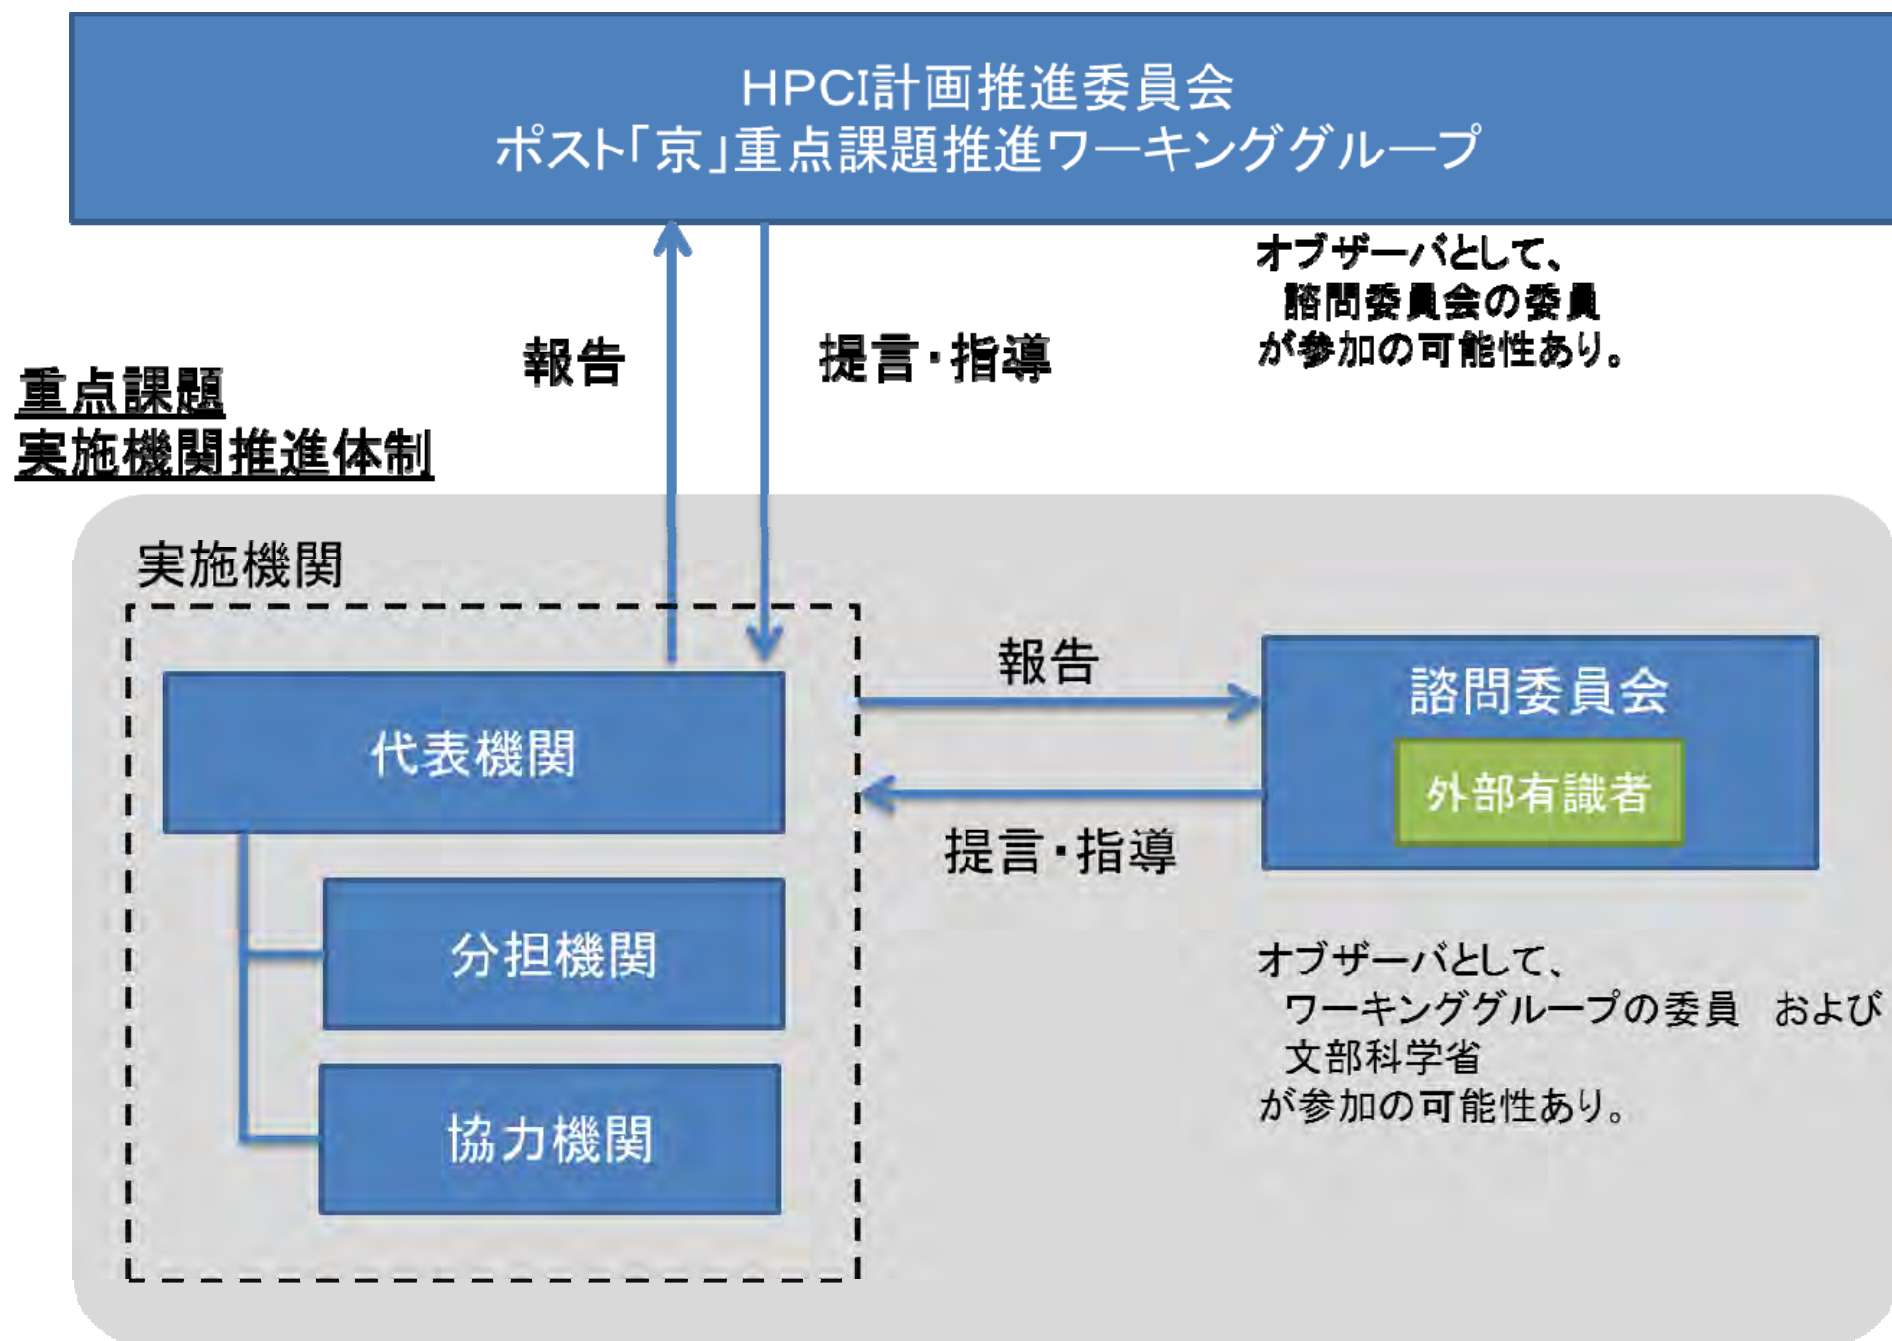 HPCI計画推進委員会
ポスト「京」重点課題推進ワーキンググループ
オブザーバとして、
諮問委員会の委員
が参加の可能性あり。
報告
提言・指導
重点課題
実施機関推進体制
実施機関
代表機関
分担機関
協力機関
報告
提言・指導
諮問委員会
外部有識者
オブザーバとして、
ワーキンググループの委員　および
文部科学省
が参加の可能性あり。